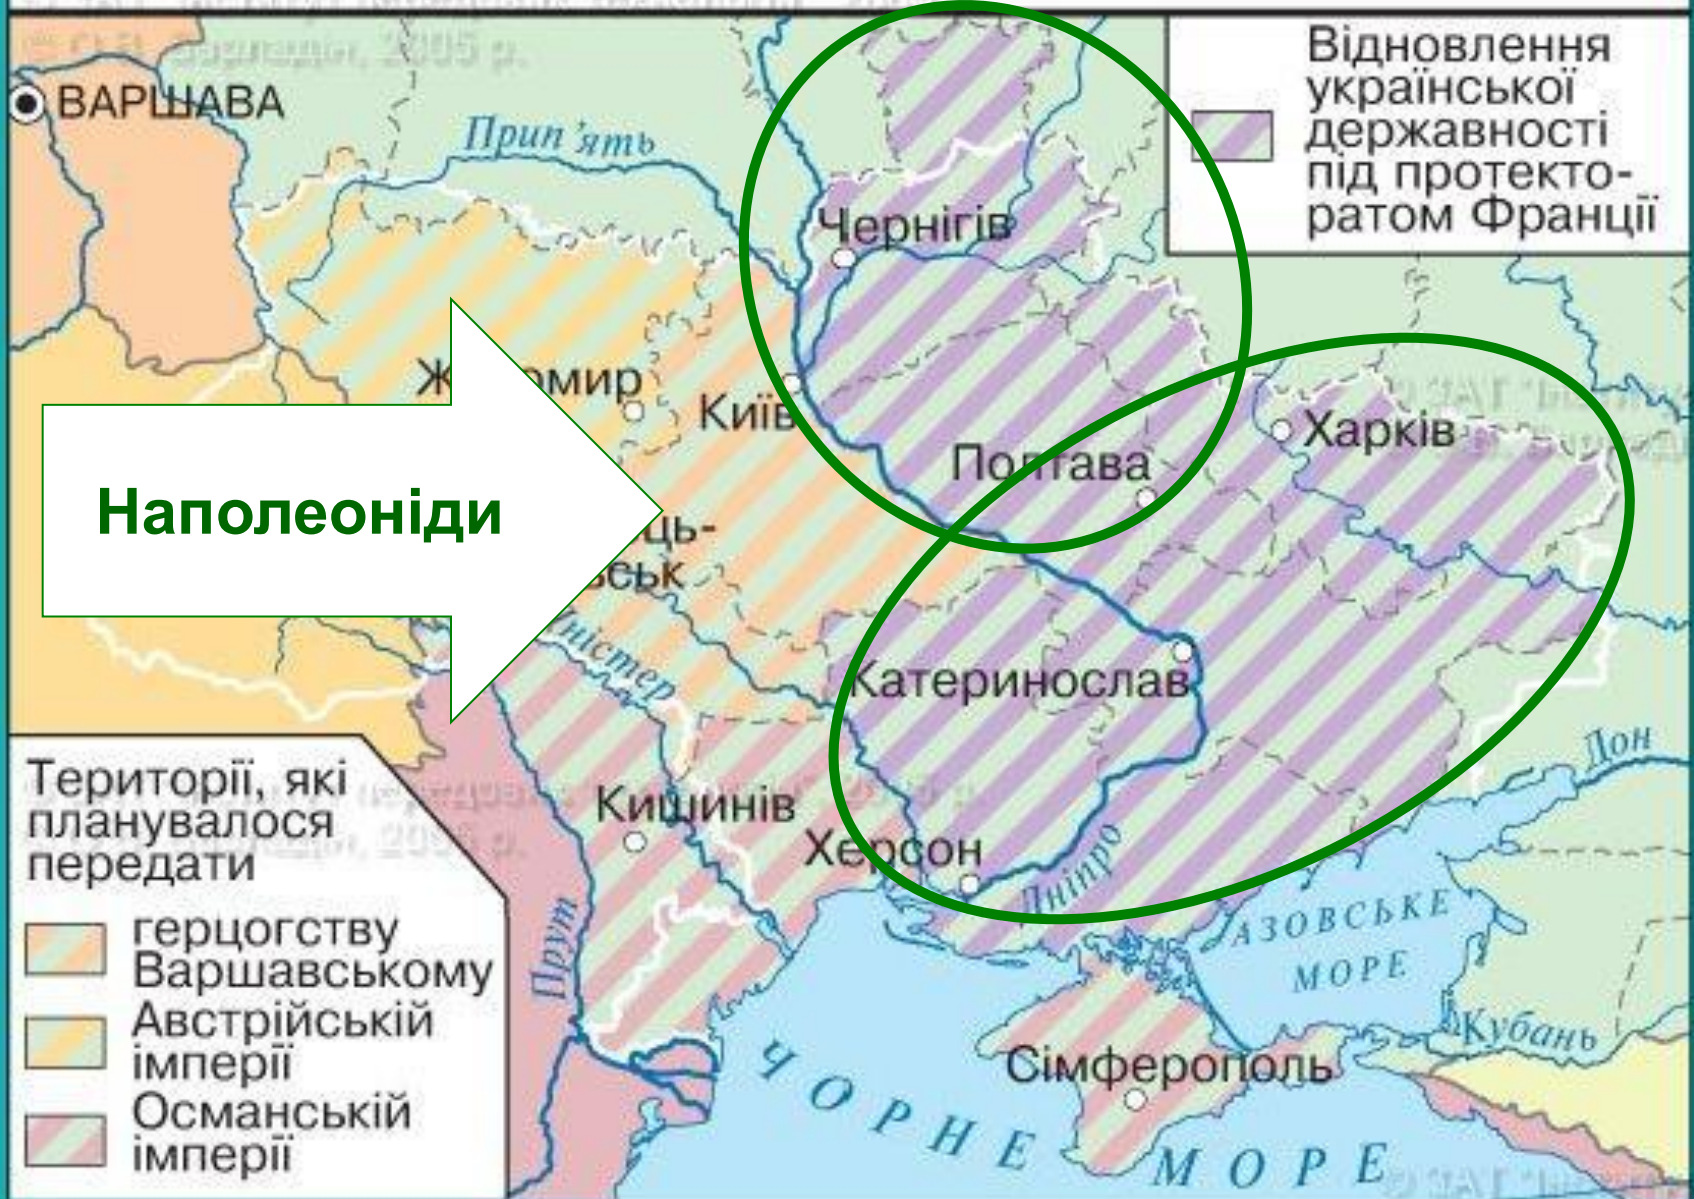 © О.В. Барладін, 2005 р.
ВАРШАВА
Прип’ять
Відновлення
української
державності
під протекто-
ратом Франції
Чернігів
Київ
Полтава
Харків
Наполеоніди
Дністер
Катеринослав
Кишинів
Херсон
Дніпро
Дон
Прут
АЗОВСЬКЕ
МОРЕ
Кубань
Сімферополь
ЧОРНЕ МОРЕ
Території, які
планувалося
передати
герцогству
Варшавському
Австрійській
імперії
Османській
імперії